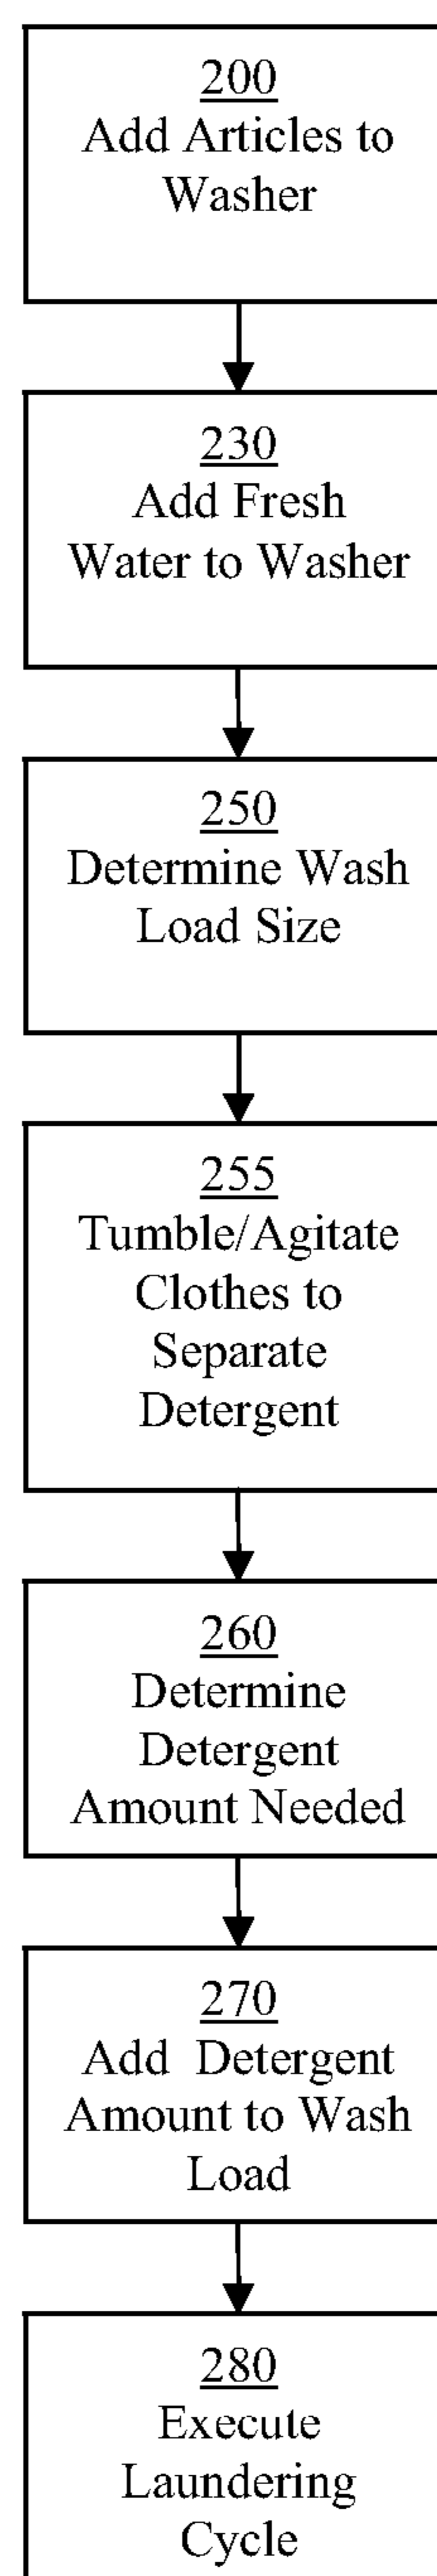 200
Add Articles to
Washer
230
Add Fresh
Water to Washer
250
Determine Wash
Load Size
255
Tumble/Agitate
Clothes to
Separate
Detergent
260
Determine
Detergent
Amount Needed
270
Add Detergent
Amount to Wash
Load
280
Execute
Laundering
Cycle